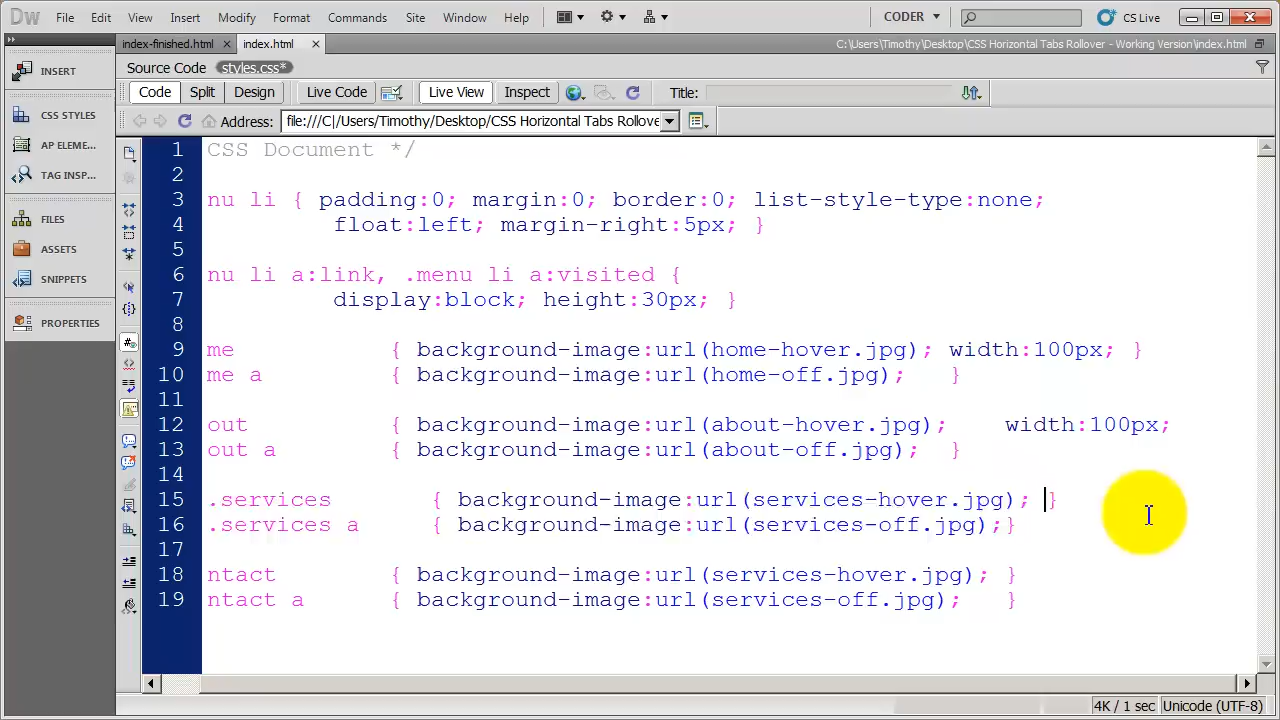 Dw File Edit View Insert Modify Format Commands Site Window Help CODER CS Live
index-finished.html index.html C:\Users\Timothy\Desktop\CSS Horizontal Tabs Rollover - Working Version\index.html
INSERT
Source Code styles.css*
Code Split Design Live Code Live View Inspect Title:
CSS STYLES
Address: file:///C|/Users/Timothy/Desktop/CSS Horizontal Tabs Rollove
AP ELEME...
TAG INSP...
FILES
ASSETS
SNIPPETS
PROPERTIES
1 CSS Document */
2
3 nu li { padding:0; margin:0; border:0; list-style-type:none;
4 float:left; margin-right:5px; }
5
6 nu li a:link, .menu li a:visited {
7 display:block; height:30px; }
8
9 me { background-image:url(home-hover.jpg); width:100px; }
10 me a { background-image:url(home-off.jpg); }
11
12 out { background-image:url(about-hover.jpg); width:100px;
13 out a { background-image:url(about-off.jpg); }
14
15 .services { background-image:url(services-hover.jpg); }
16 .services a { background-image:url(services-off.jpg);}
17
18 ntact { background-image:url(services-hover.jpg); }
19 ntact a { background-image:url(services-off.jpg); }
4K / 1 sec Unicode (UTF-8)